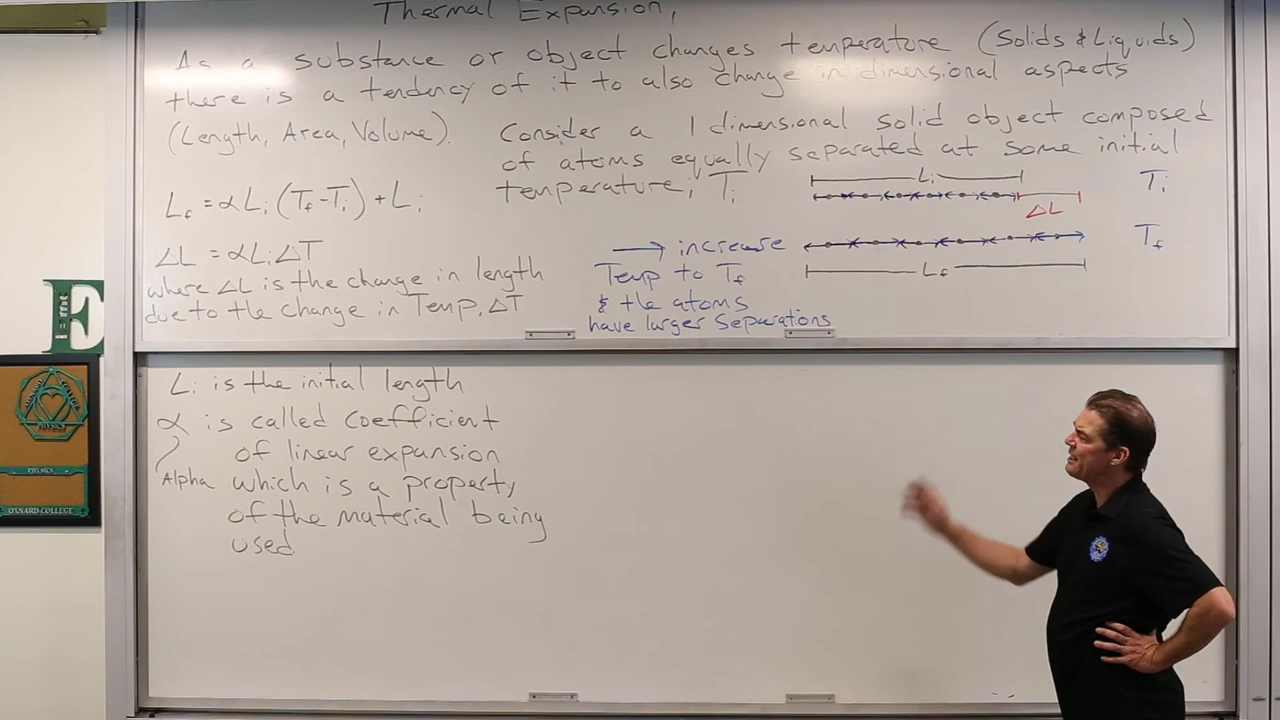 Thermal Expansion,
As a substance or object changes temperature (Solids & Liquids)
there is a tendency of it to also change in dimensional aspects
(Length, Area, Volume).
Consider a 1 dimensional solid object composed
of atoms equally separated at some initial
temperature, Ti
Lf = αLi (Tf-Ti) + Li
ΔL = αLiΔT
where ΔL is the change in length
due to the change in Temp, ΔT
→ increase
Temp to Tf
& the atoms
have larger separations
Li
Ti
ΔL
Tf
Lf
Li is the initial length
α is called coefficient
of linear expansion
Alpha which is a property
of the material being
used
E
PHYSICS
PHYSICS
OXNARD COLLEGE